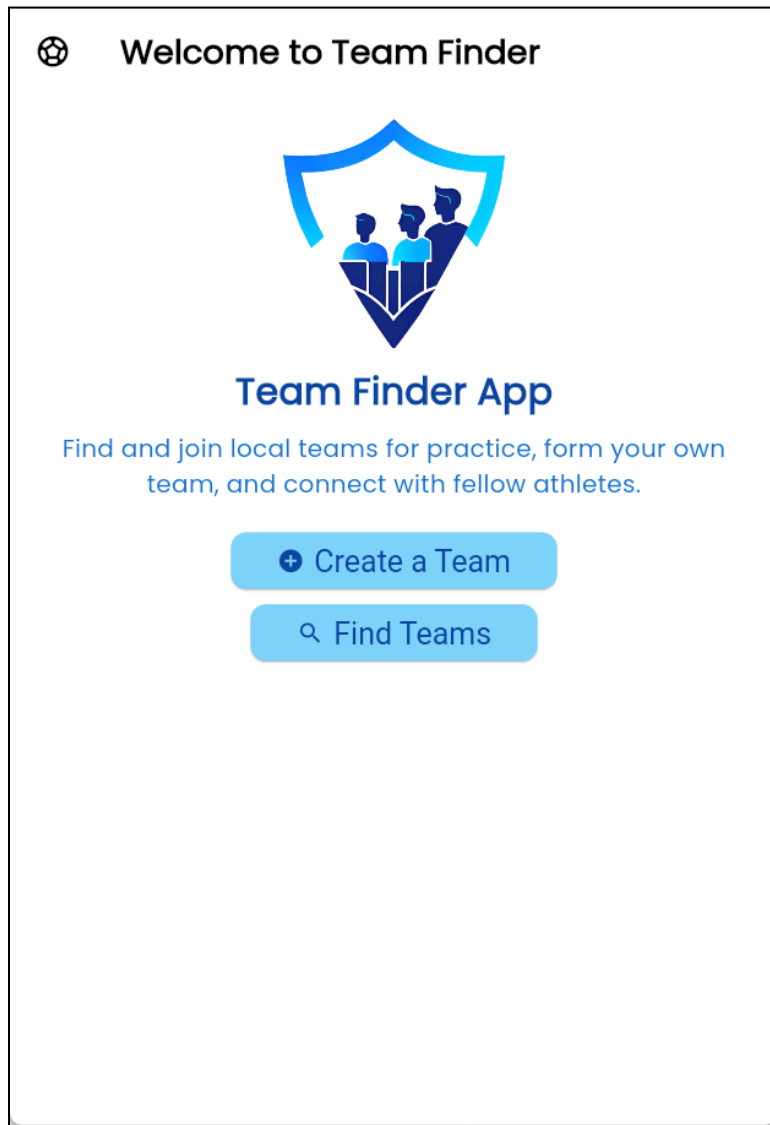 Welcome to Team Finder
Team Finder App
Find and join local teams for practice, form your own
team, and connect with fellow athletes.
Create a Team
Find Teams